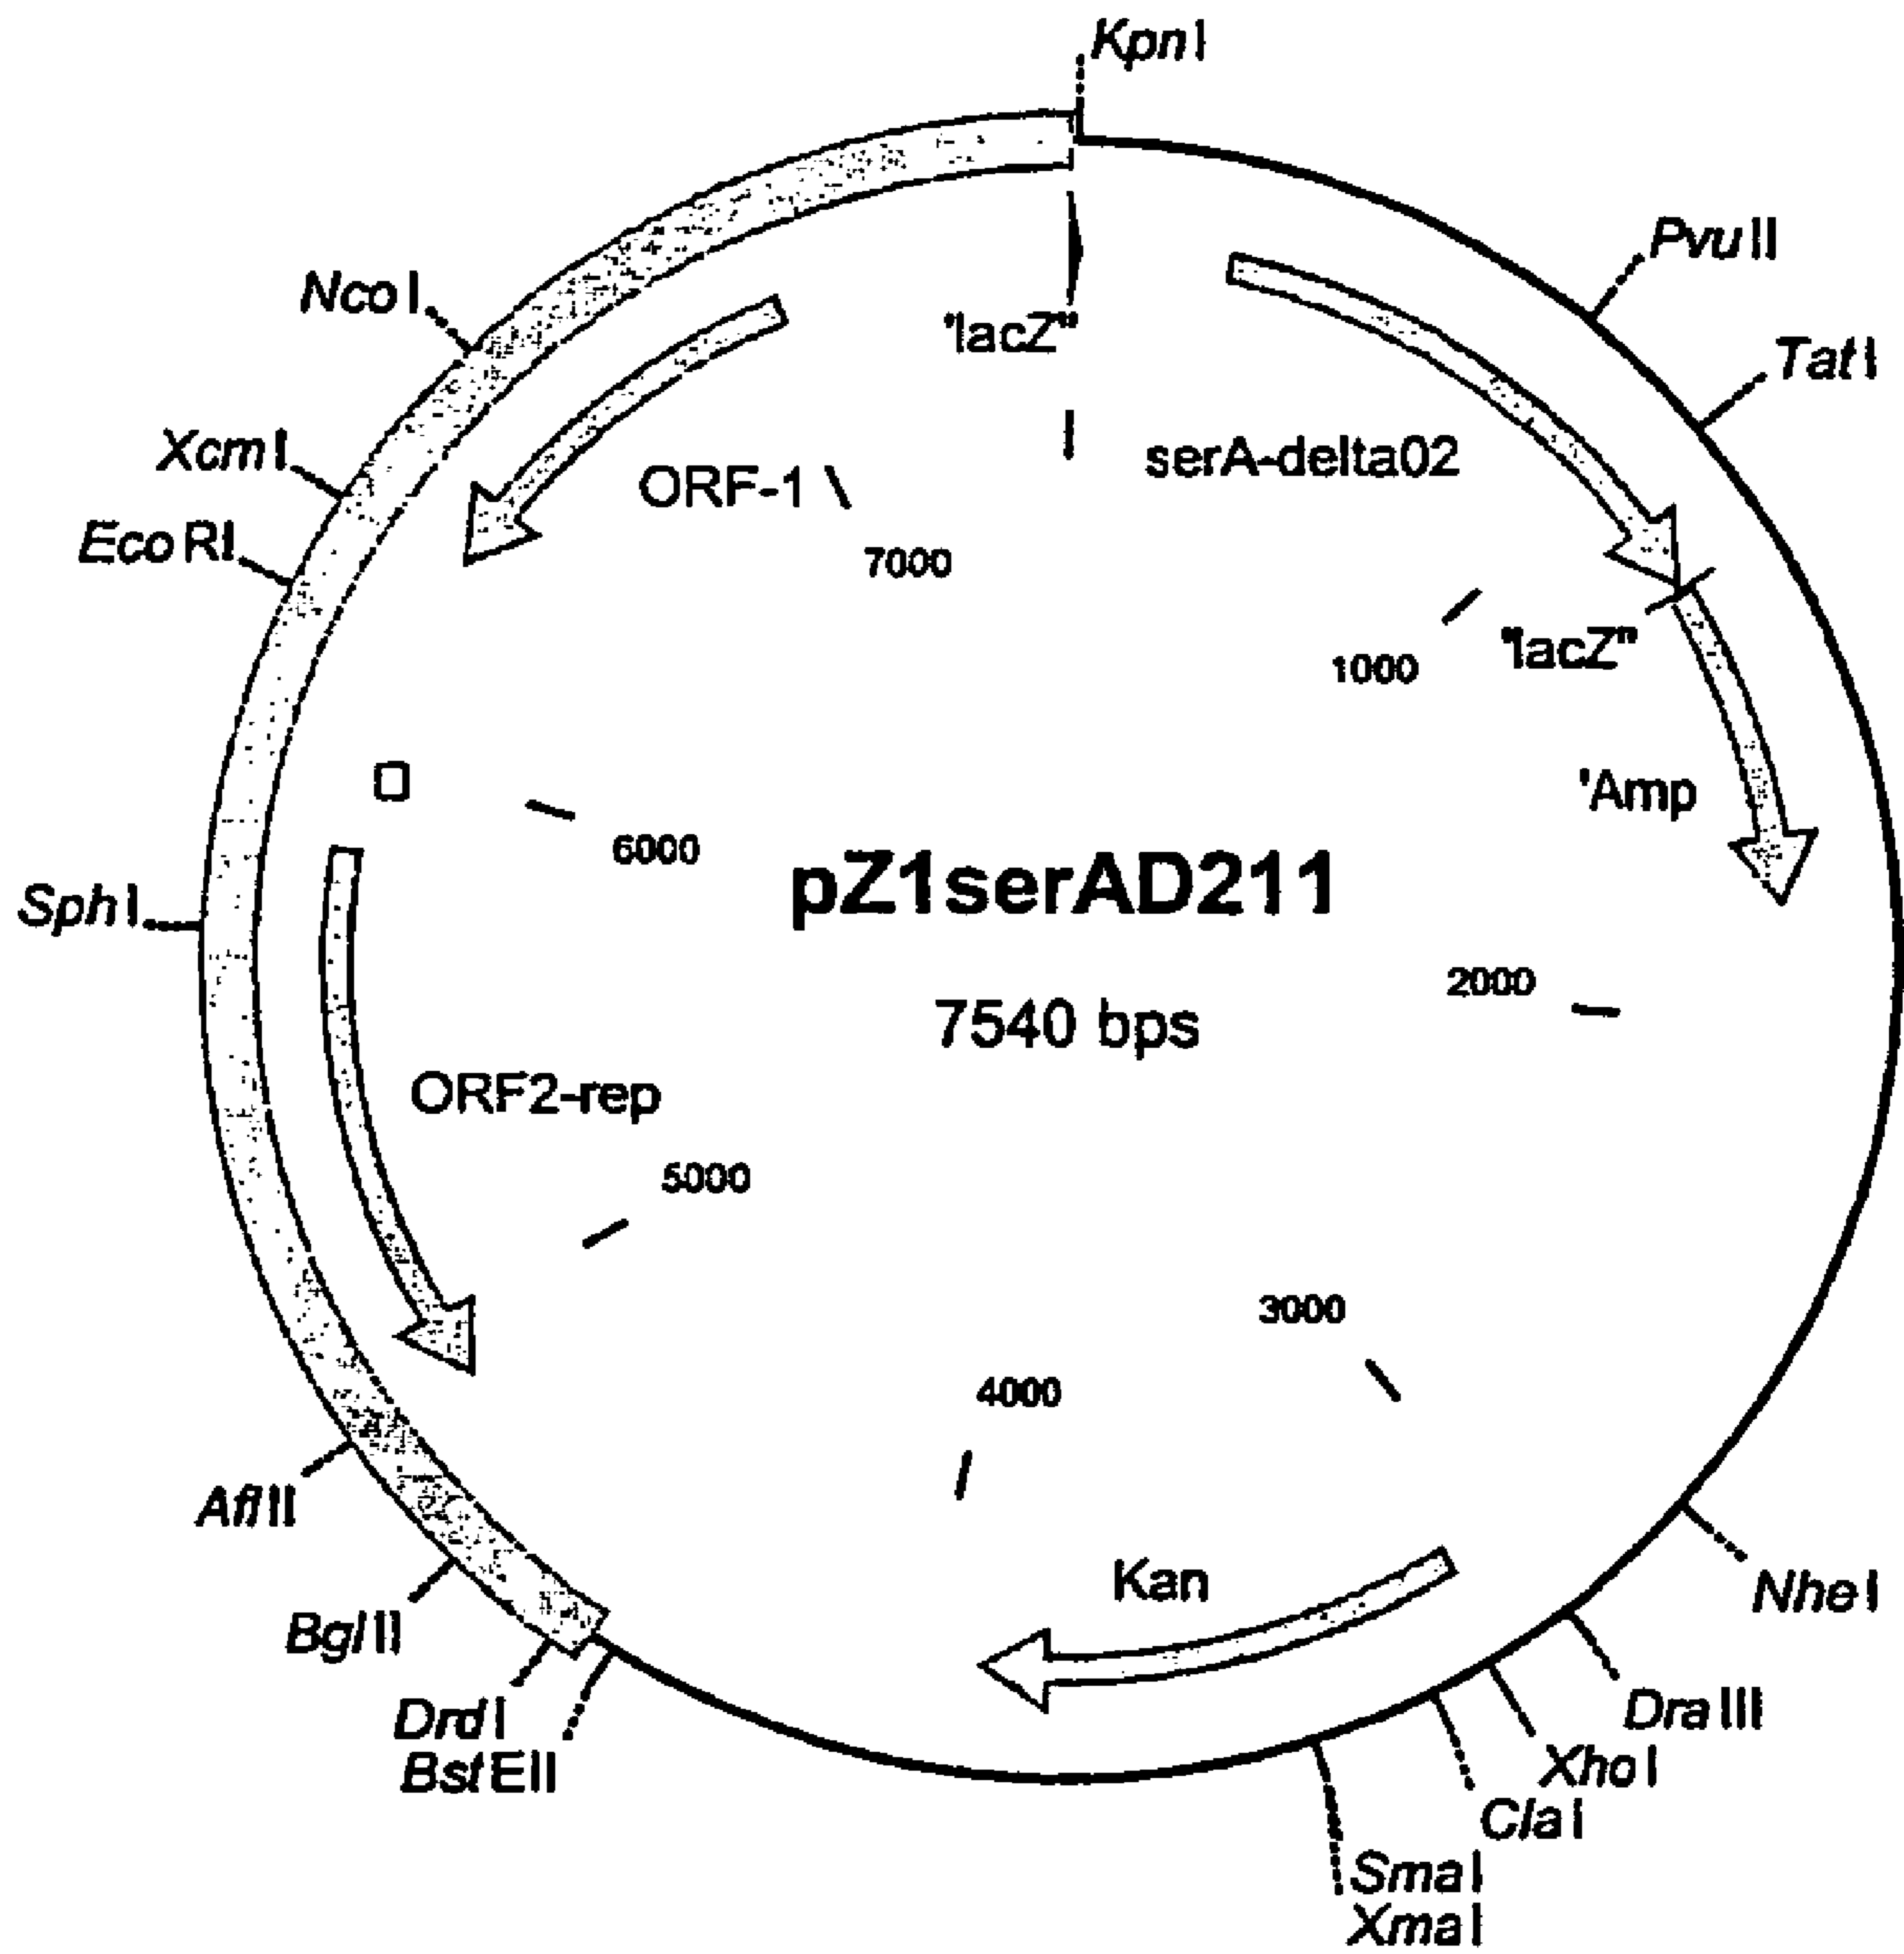 KpnI
PvuII
TatI
NcoI
"lacZ"
XcmI
serA-delta02
ORF-1
EcoRI
7000
1000
"lacZ"
'Amp
6000
pZ1serAD211
SphI
2000
7540 bps
ORF2-rep
5000
3000
4000
AflII
Kan
NheI
BglII
DrdI
DraIII
BstEII
XhoI
ClaI
SmaI
XmaI